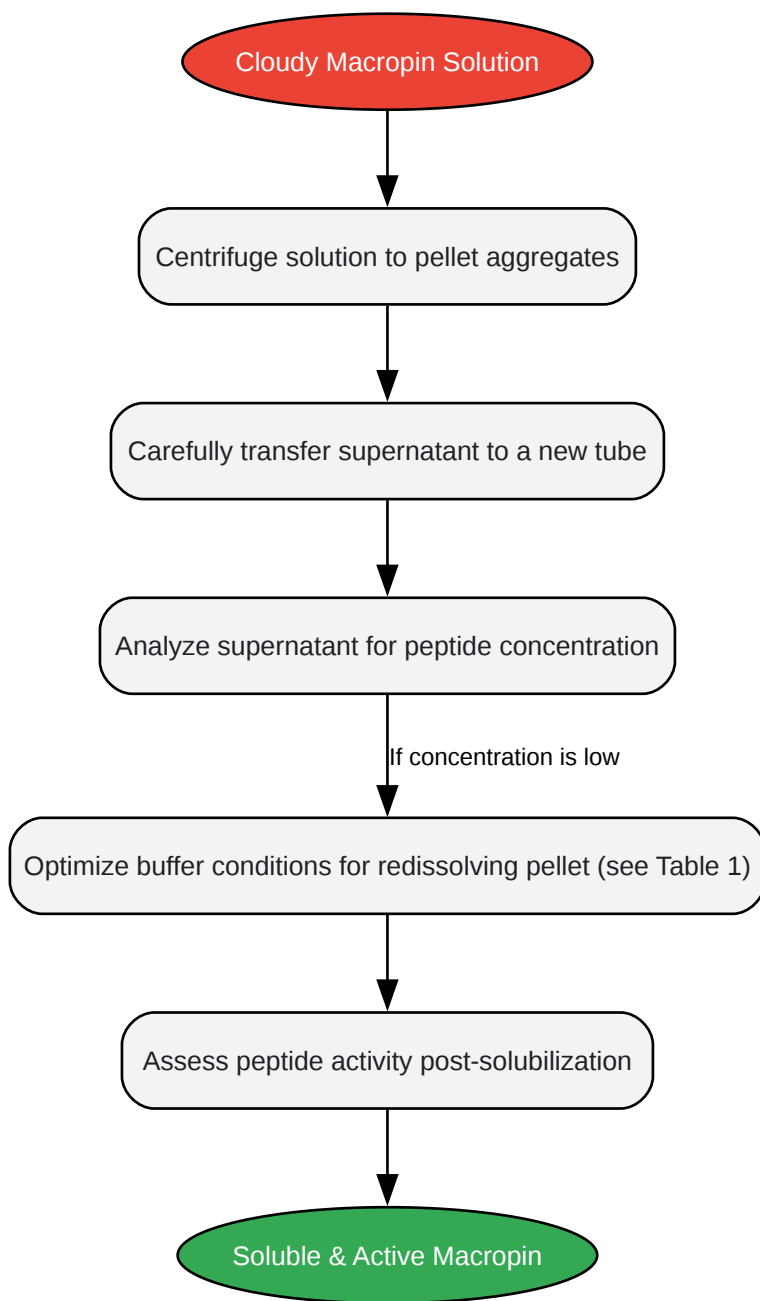 Cloudy Macropin Solution
Centrifuge solution to pellet aggregates
Carefully transfer supernatant to a new tube
Analyze supernatant for peptide concentration
If concentration is low
Optimize buffer conditions for redissolving pellet (see Table 1)
Assess peptide activity post-solubilization
Soluble & Active Macropin